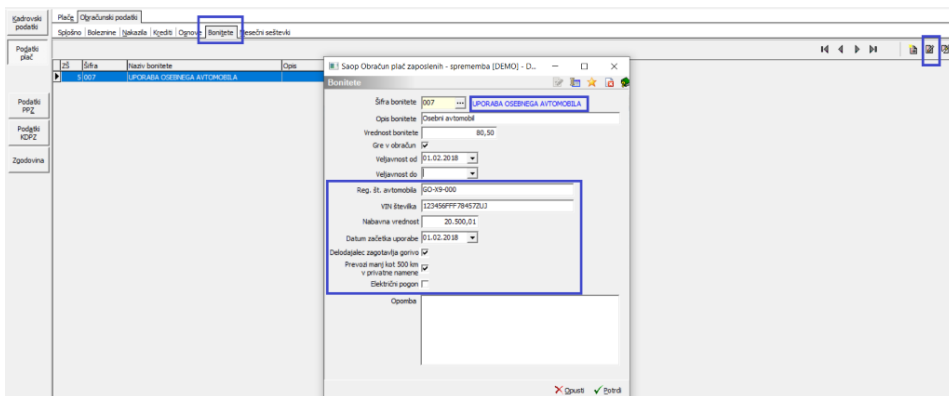 Kadrovski
podatki
Podatki
plač
Podatki
PPZ
Podatki
KDPZ
Zgodovina
Plače Obračunski podatki
Splošno Boleznine Nakazila Krediti Osnove Bonitete Mesečni seštevki
ZŠ Šifra Naziv bonitete Opis
5 007 UPORABA OSEBNEGA AVTOMOBILA
Saop Obračun plač zaposlenih - sprememba [DEMO] - D...
Bonitete
Šifra bonitete 007 ... UPORABA OSEBNEGA AVTOMOBILA
Opis bonitete Osebni avtomobil
Vrednost bonitete 80,50
Gre v obračun
Veljavnost od 01.02.2018
Veljavnost do
Reg. št. avtomobila GO-X9-000
VIN številka 123456FFF78457ZUJ
Nabavna vrednost 20.500,01
Datum začetka uporabe 01.02.2018
Delodajalec zagotavlja gorivo
Prevozi manj kot 500 km
v privatne namene
Električni pogon
Opomba
Opusti Potrdi